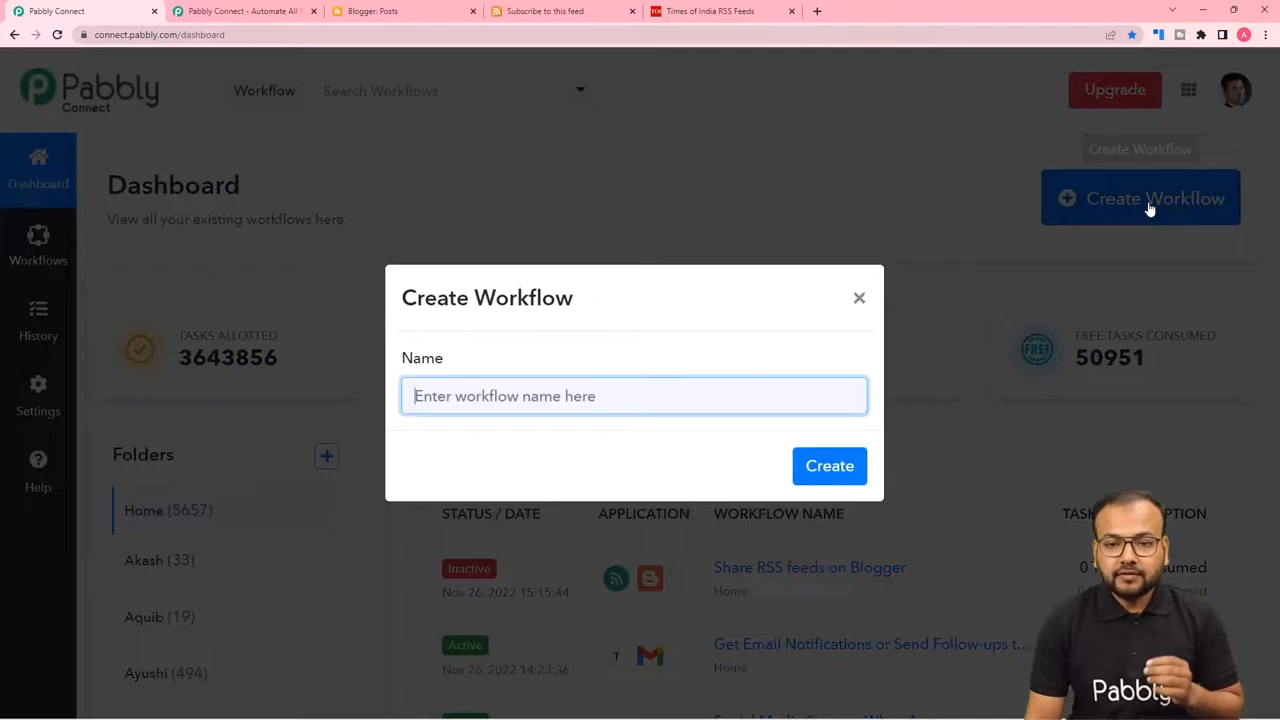 Pabbly Connect
Pabbly Connect - Automate All
Blogger: Posts
Subscribe to this feed
Times of India RSS Feeds
connect.pabbly.com/dashboard
A
Pabbly
Connect
Workflow
Search Workflows
Upgrade
Create Workflow
Dashboard
Dashboard
View all your existing workflows here
Create Workflow
Workflows
Create Workflow
×
History
TASKS ALLOTTED
3643856
FREE
FREE TASKS CONSUMED
50951
Name
Enter workflow name here
Settings
Folders
Create
Help
Home (5657)
STATUS / DATE
APPLICATION
WORKFLOW NAME
Akash (33)
Inactive
Nov 26, 2022 15:15:44
Share RSS feeds on Blogger
Home
Aquib (19)
Active
Nov 26, 2022 14:23:36
T
Get Email Notifications or Send Follow-ups t...
Home
Ayushi (494)
Pabbly